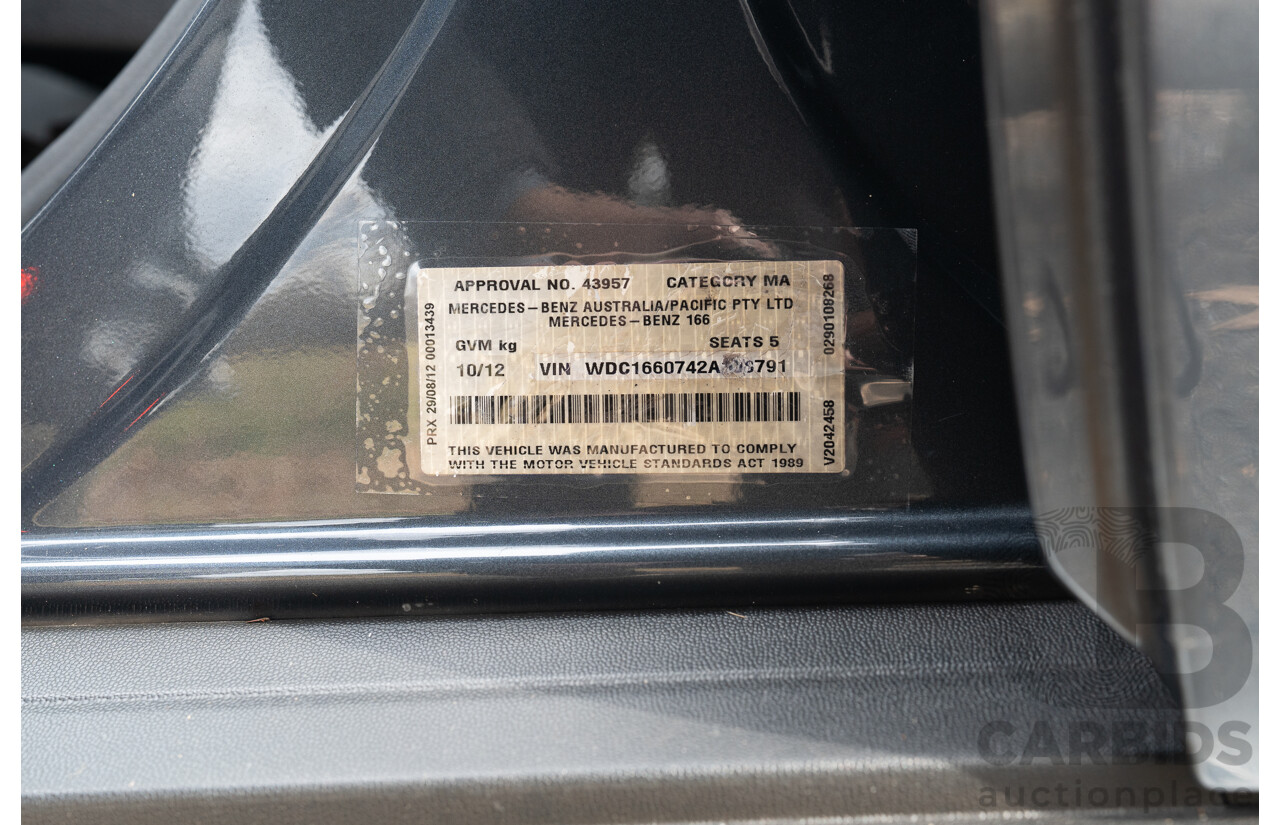 APPROVAL NO. 43957 CATEGORY MA
MERCEDES-BENZ AUSTRALIA/PACIFIC PTY LTD
MERCEDES-BENZ 166
GVM kg SEATS 5
10/12 VIN
THIS VEHICLE WAS MANUFACTURED TO COMPLY
WITH THE MOTOR VEHICLE STANDARDS ACT 1989
PRX 29/08/12 00013439
0290108268
V2042458
B
CARBIDS
auctionplace